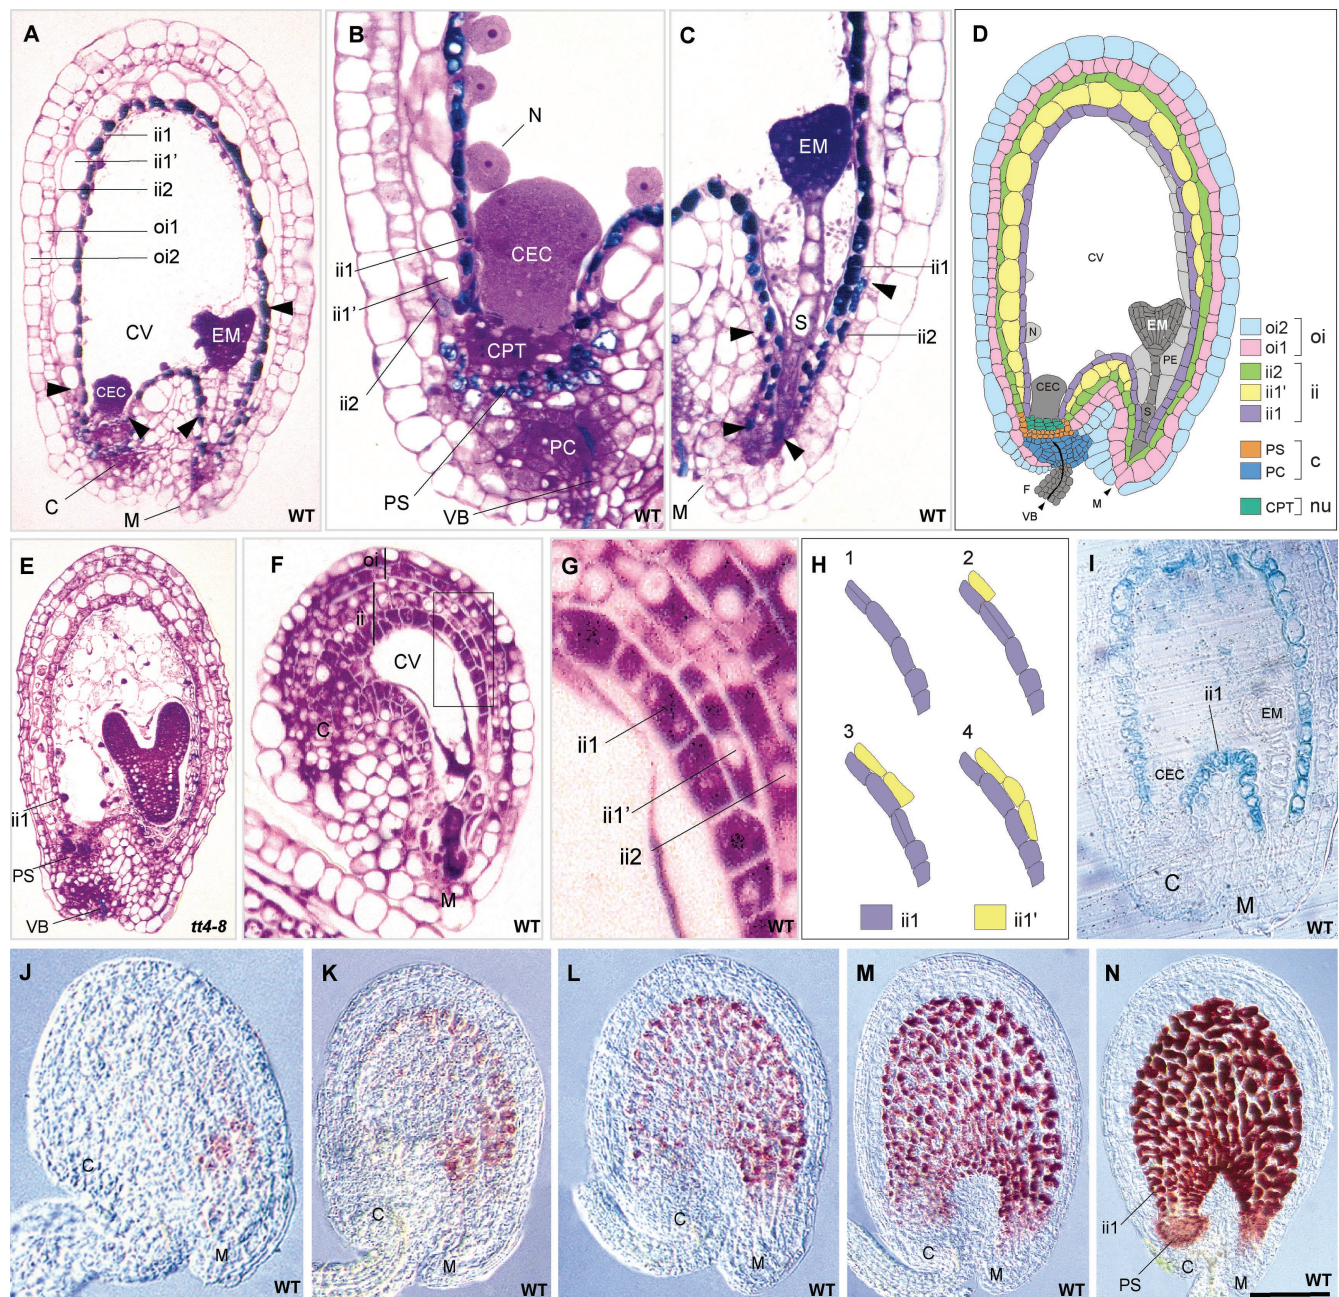 A
ii1
ii1'
ii2
oi1
oi2
CV
EM
CEC
C
M
WT
B
N
CEC
ii1
ii1'
CPT
ii2
PC
PS
VB
WT
C
EM
ii1
S
ii2
M
WT
D
CV
N
EM
PE
CEC
S
F
VB
M
oi2
oi1
oi
ii2
ii1'
ii1
ii
PS
PC
c
CPT
nu
E
ii1
PS
VB
tt4-8
F
oi
ii
CV
C
M
WT
G
ii1
ii1'
ii2
WT
H
1
2
3
4
ii1
ii1'
I
ii1
EM
CEC
C
M
WT
J
C
M
WT
K
C
M
WT
L
C
M
WT
M
C
M
WT
N
ii1
PS
C
M
WT